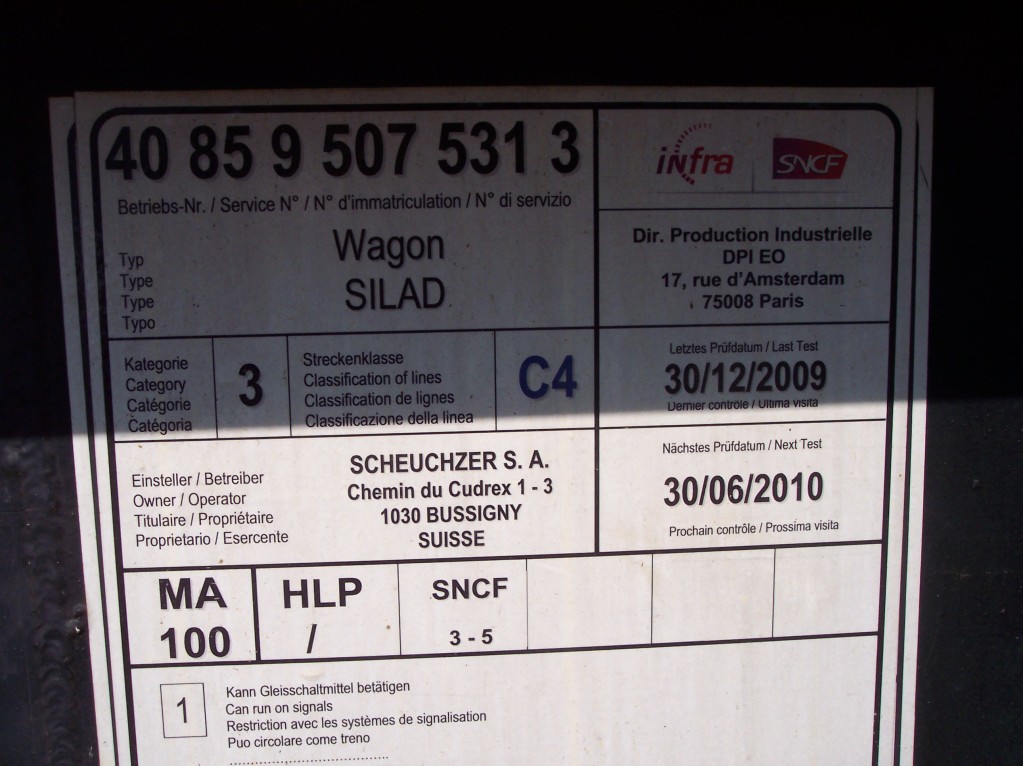 40 85 9 507 531 3
Betriebs-Nr. / Service N° / N° d'immatriculation / N° di servizio
Typ
Type
Type
Typo
Wagon
SILAD
infra
SNCF
Dir. Production Industrielle
DPI EO
17, rue d'Amsterdam
75008 Paris
Kategorie
Category
Catégorie
Catagoria
3
Streckenklasse
Classification of lines
Classification de lignes
Classificazione della linea
C4
Letztes Prüfdatum / Last Test
30/12/2009
Dernier contrôle / Ultima visita
Einsteller / Betreiber
Owner / Operator
Titulaire / Propriétaire
Proprietario / Esercente
SCHEUCHZER S. A.
Chemin du Cudrex 1 - 3
1030 BUSSIGNY
SUISSE
Nächstes Prüfdatum / Next Test
30/06/2010
Prochain contrôle / Prossima visita
MA
100
HLP
/
SNCF
3 - 5
1
Kann Gleisschaltmittel betätigen
Can run on signals
Restriction avec les systèmes de signalisation
Puo circolare come treno